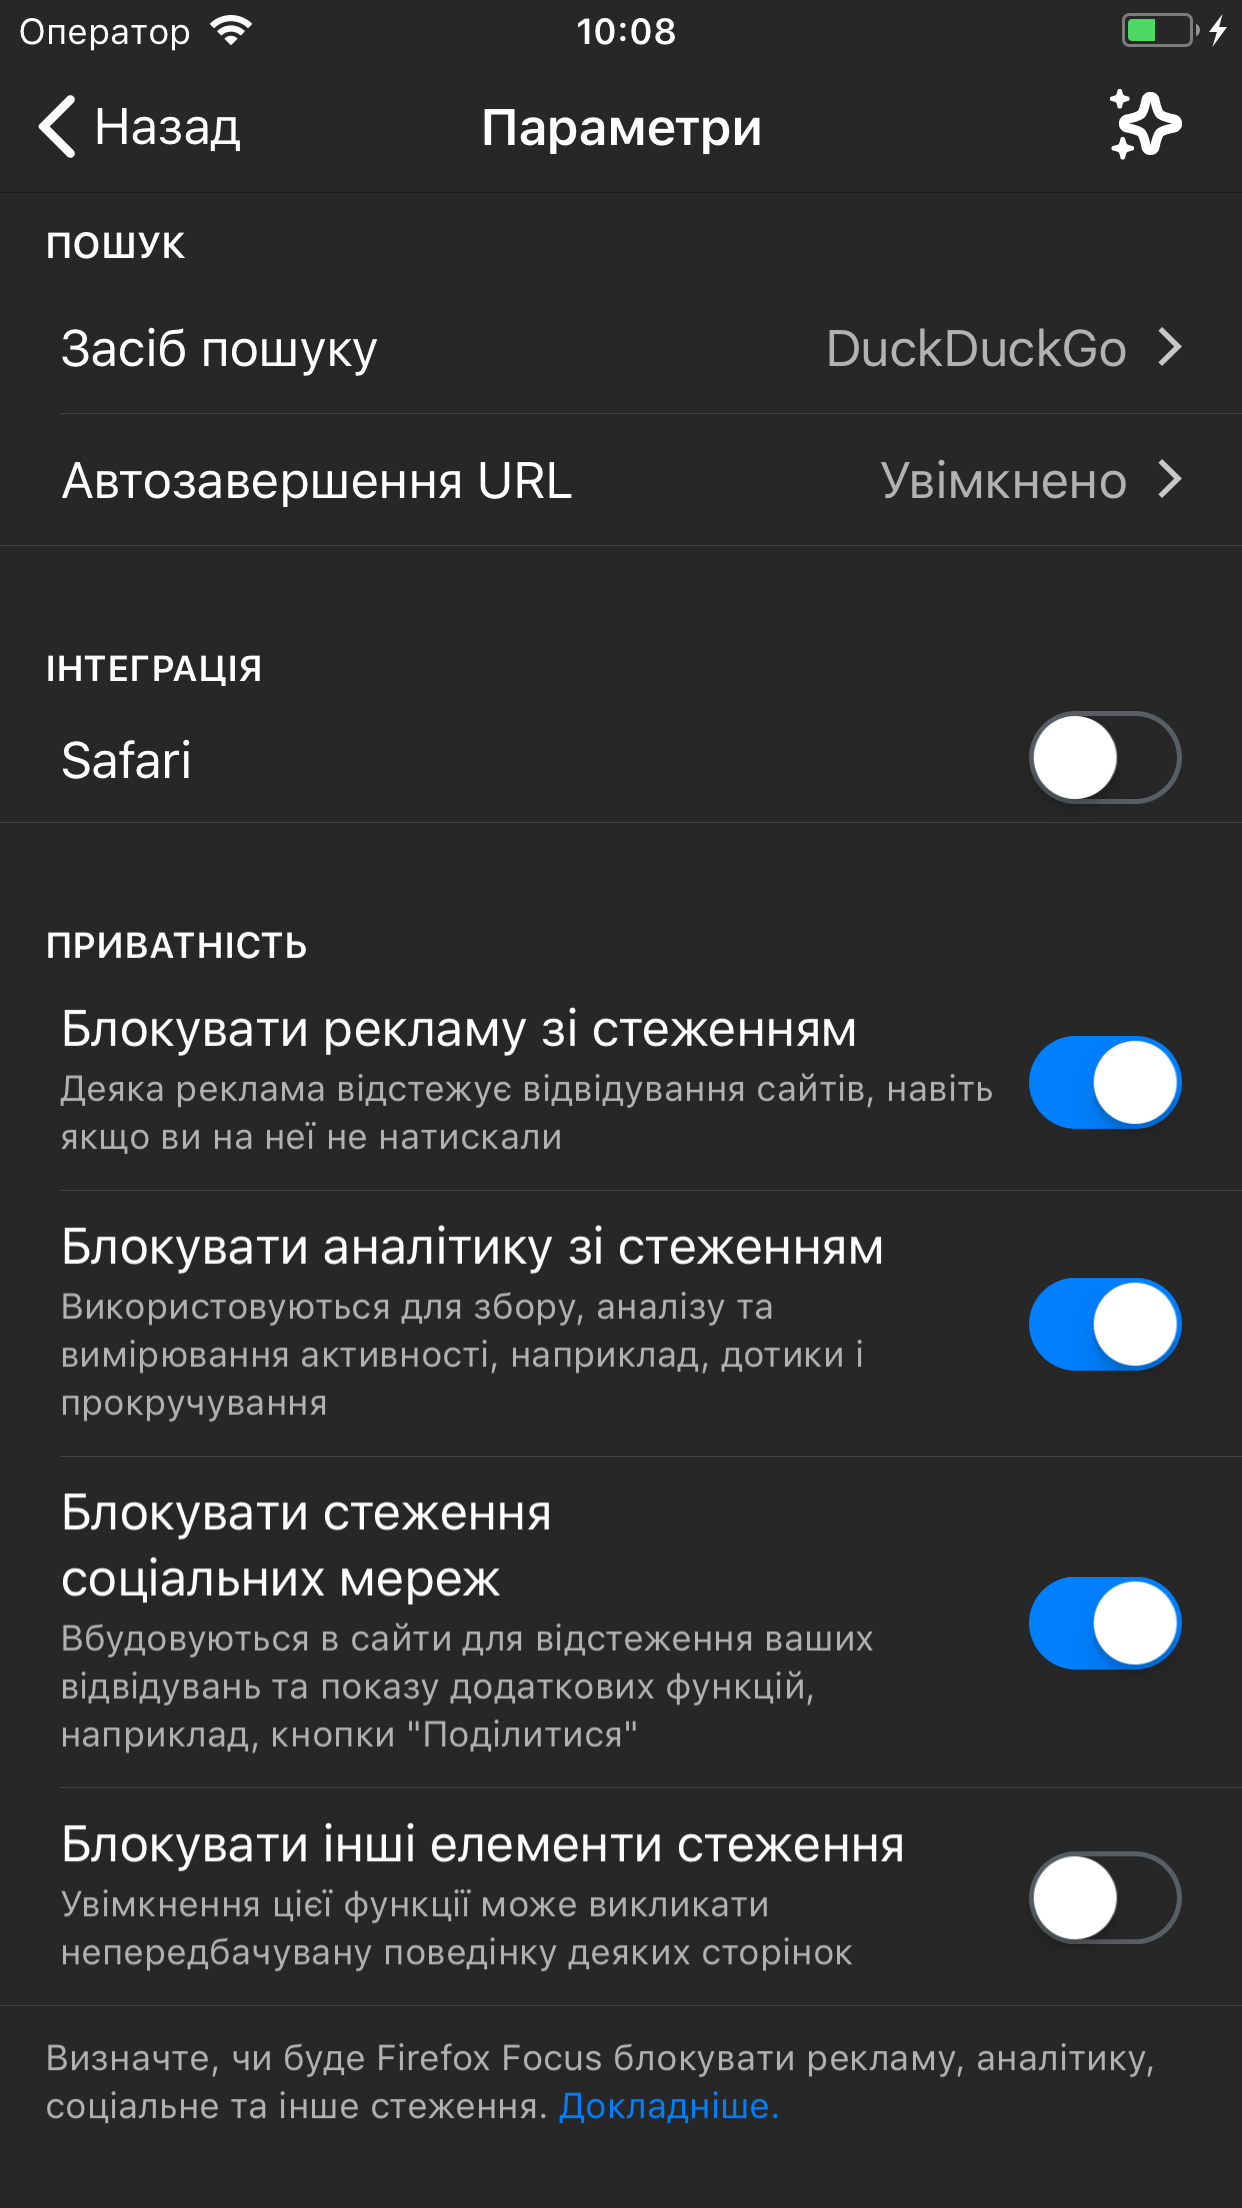 Оператор
10:08
Назад
Параметри
ПОШУК
Засіб пошуку
DuckDuckGo
Автозавершення URL
Увімкнено
ІНТЕГРАЦІЯ
Safari
ПРИВАТНІСТЬ
Блокувати рекламу зі стеженням
Деяка реклама відстежує відвідування сайтів, навіть
якщо ви на неї не натискали
Блокувати аналітику зі стеженням
Використовуються для збору, аналізу та
вимірювання активності, наприклад, дотики і
прокручування
Блокувати стеження
соціальних мереж
Вбудовуються в сайти для відстеження ваших
відвідувань та показу додаткових функцій,
наприклад, кнопки "Поділитися"
Блокувати інші елементи стеження
Увімкнення цієї функції може викликати
непередбачувану поведінку деяких сторінок
Визначте, чи буде Firefox Focus блокувати рекламу, аналітику,
соціальне та інше стеження. Докладніше.